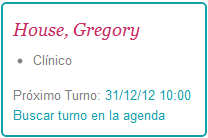 House, Gregory
• Clínico
Próximo Turno: 31/12/12 10:00
Buscar turno en la agenda